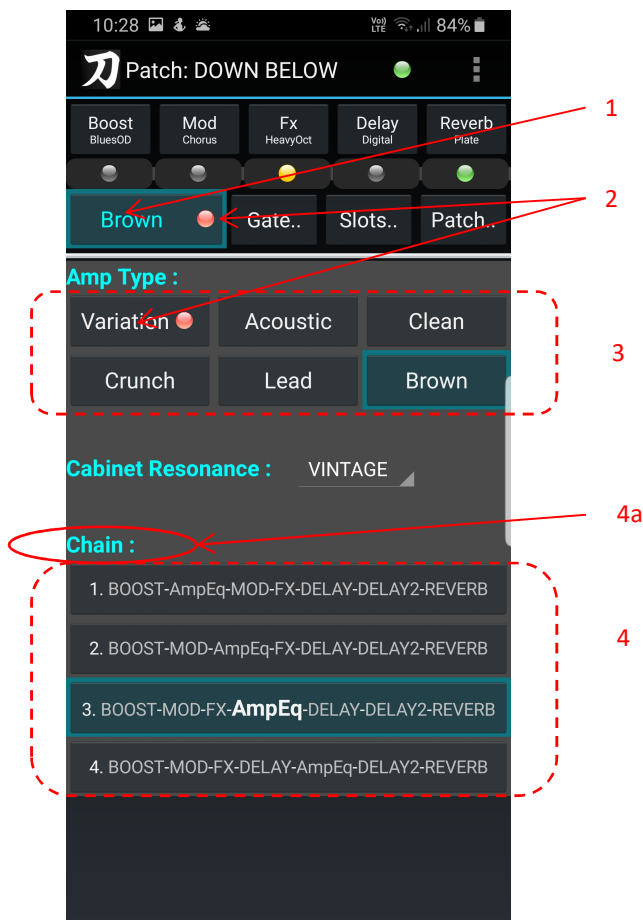 10:28 Vo)) LTE 84%
刀 Patch: DOWN BELOW
1
Boost Mod Fx Delay Reverb
BluesOD Chorus HeavyOct Digital Plate
2
Brown Gate.. Slots.. Patch..
Amp Type :
Variation Acoustic Clean
3
Crunch Lead Brown
Cabinet Resonance : VINTAGE
4a
Chain :
1. BOOST-AmpEq-MOD-FX-DELAY-DELAY2-REVERB
4
2. BOOST-MOD-AmpEq-FX-DELAY-DELAY2-REVERB
3. BOOST-MOD-FX-AmpEq-DELAY-DELAY2-REVERB
4. BOOST-MOD-FX-DELAY-AmpEq-DELAY2-REVERB